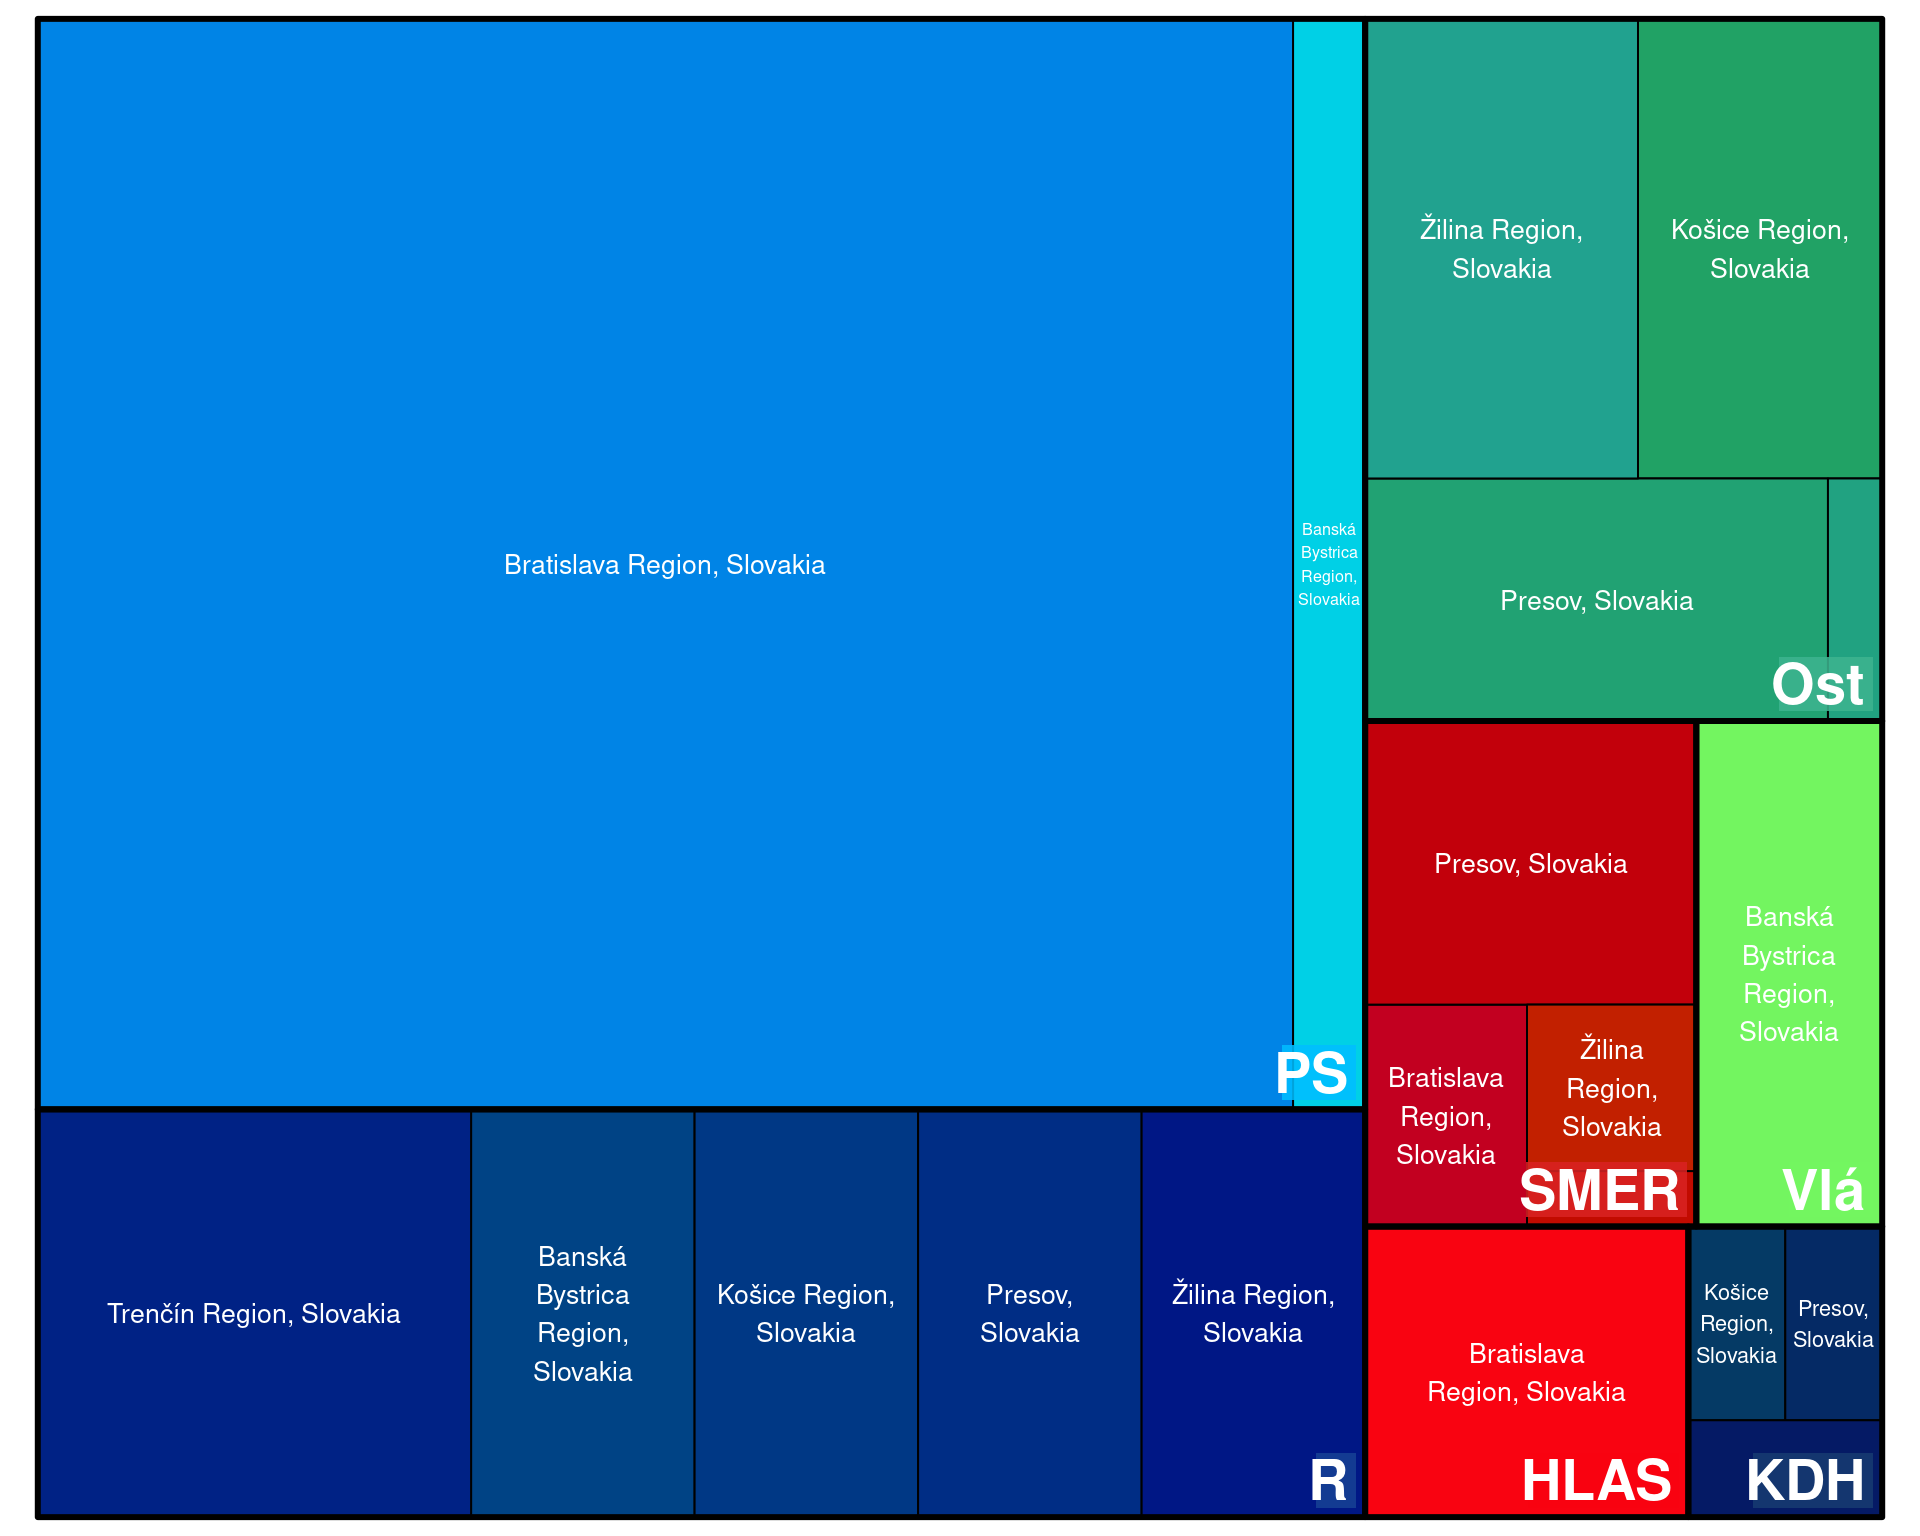 Bratislava Region, Slovakia
Banská
Bystrica
Region,
Slovakia
PS
Žilina Region,
Slovakia
Košice Region,
Slovakia
Presov, Slovakia
Ost
Presov, Slovakia
Bratislava
Region,
Slovakia
Žilina
Region,
Slovakia
SMER
Banská
Bystrica
Region,
Slovakia
Vlá
Trenčín Region, Slovakia
Banská
Bystrica
Region,
Slovakia
Košice Region,
Slovakia
Presov,
Slovakia
Žilina Region,
Slovakia
R
Bratislava
Region, Slovakia
HLAS
Košice
Region,
Slovakia
Presov,
Slovakia
KDH